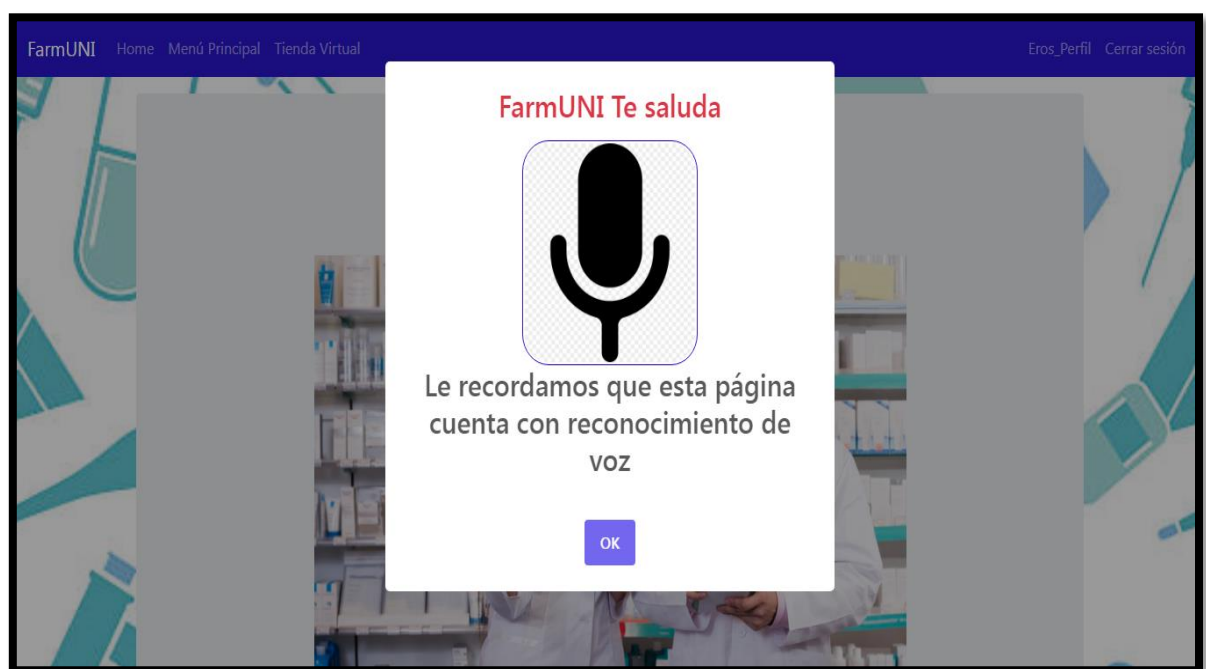 FarmUNI Home Menú Principal Tienda Virtual Eros_Perfil Cerrar sesión
FarmUNI Te saluda
Le recordamos que esta página
cuenta con reconocimiento de
voz
OK